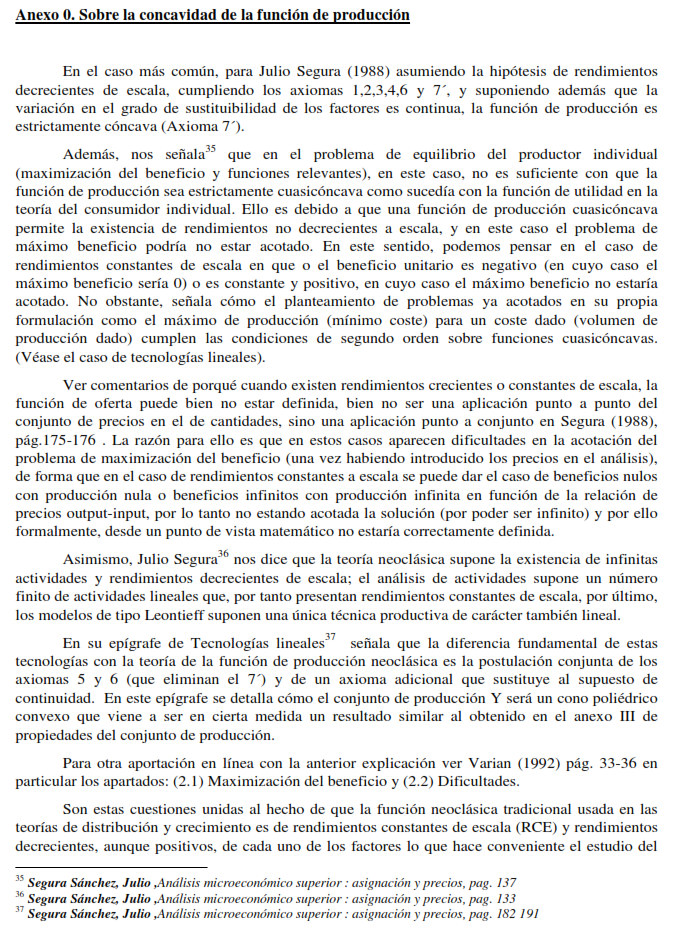 Anexo 0. Sobre la concavidad de la función de producción
En el caso más común, para Julio Segura (1988) asumiendo la hipótesis de rendimientos
decrecientes de escala, cumpliendo los axiomas 1,2,3,4,6 y 7´, y suponiendo además que la
variación en el grado de sustituibilidad de los factores es continua, la función de producción es
estrictamente cóncava (Axioma 7´).
Además, nos señala35 que en el problema de equilibrio del productor individual
(maximización del beneficio y funciones relevantes), en este caso, no es suficiente con que la
función de producción sea estrictamente cuasicóncava como sucedía con la función de utilidad en la
teoría del consumidor individual. Ello es debido a que una función de producción cuasicóncava
permite la existencia de rendimientos no decrecientes a escala, y en este caso el problema de
máximo beneficio podría no estar acotado. En este sentido, podemos pensar en el caso de
rendimientos constantes de escala en que o el beneficio unitario es negativo (en cuyo caso el
máximo beneficio sería 0) o es constante y positivo, en cuyo caso el máximo beneficio no estaría
acotado. No obstante, señala cómo el planteamiento de problemas ya acotados en su propia
formulación como el máximo de producción (mínimo coste) para un coste dado (volumen de
producción dado) cumplen las condiciones de segundo orden sobre funciones cuasicóncavas.
(Véase el caso de tecnologías lineales).
Ver comentarios de porqué cuando existen rendimientos crecientes o constantes de escala, la
función de oferta puede bien no estar definida, bien no ser una aplicación punto a punto del
conjunto de precios en el de cantidades, sino una aplicación punto a conjunto en Segura (1988),
pág.175-176 . La razón para ello es que en estos casos aparecen dificultades en la acotación del
problema de maximización del beneficio (una vez habiendo introducido los precios en el análisis),
de forma que en el caso de rendimientos constantes a escala se puede dar el caso de beneficios nulos
con producción nula o beneficios infinitos con producción infinita en función de la relación de
precios output-input, por lo tanto no estando acotada la solución (por poder ser infinito) y por ello
formalmente, desde un punto de vista matemático no estaría correctamente definida.
Asimismo, Julio Segura36 nos dice que la teoría neoclásica supone la existencia de infinitas
actividades y rendimientos decrecientes de escala; el análisis de actividades supone un número
finito de actividades lineales que, por tanto presentan rendimientos constantes de escala, por último,
los modelos de tipo Leontieff suponen una única técnica productiva de carácter también lineal.
En su epígrafe de Tecnologías lineales37 señala que la diferencia fundamental de estas
tecnologías con la teoría de la función de producción neoclásica es la postulación conjunta de los
axiomas 5 y 6 (que eliminan el 7´) y de un axioma adicional que sustituye al supuesto de
continuidad. En este epígrafe se detalla cómo el conjunto de producción Y será un cono poliédrico
convexo que viene a ser en cierta medida un resultado similar al obtenido en el anexo III de
propiedades del conjunto de producción.
Para otra aportación en línea con la anterior explicación ver Varian (1992) pág. 33-36 en
particular los apartados: (2.1) Maximización del beneficio y (2.2) Dificultades.
Son estas cuestiones unidas al hecho de que la función neoclásica tradicional usada en las
teorías de distribución y crecimiento es de rendimientos constantes de escala (RCE) y rendimientos
decrecientes, aunque positivos, de cada uno de los factores lo que hace conveniente el estudio del
35 Segura Sánchez, Julio ,Análisis microeconómico superior : asignación y precios, pag. 137
36 Segura Sánchez, Julio ,Análisis microeconómico superior : asignación y precios, pag. 133
37 Segura Sánchez, Julio ,Análisis microeconómico superior : asignación y precios, pag. 182 191